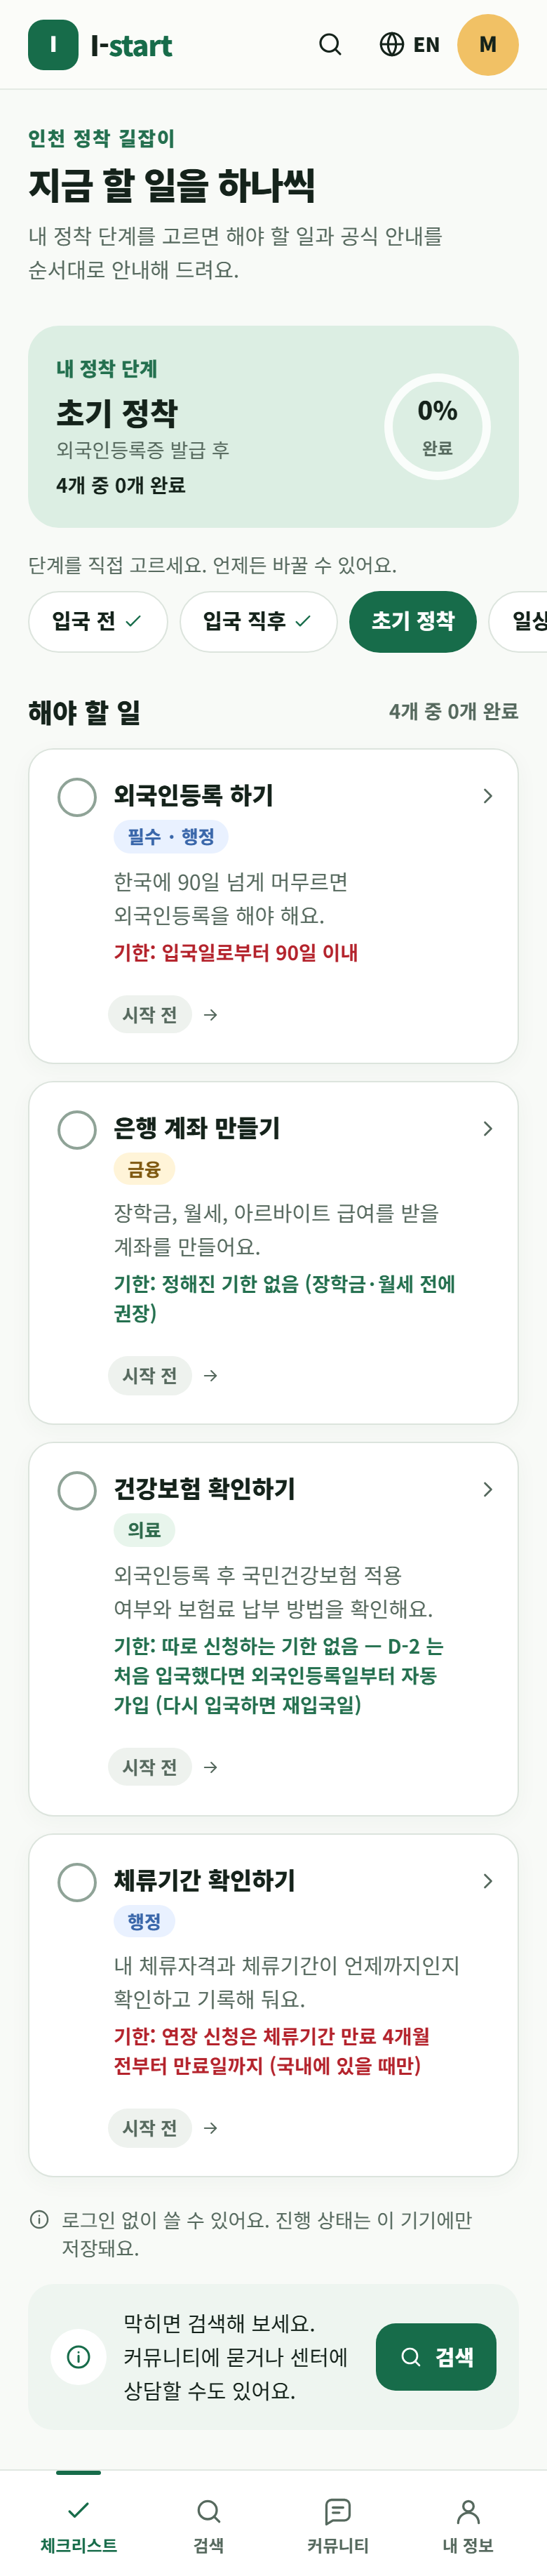 I I-start EN M
인천 정착 길잡이
지금 할 일을 하나씩
내 정착 단계를 고르면 해야 할 일과 공식 안내를
순서대로 안내해 드려요.
내 정착 단계
초기 정착
외국인등록증 발급 후
4개 중 0개 완료
0%
완료
단계를 직접 고르세요. 언제든 바꿀 수 있어요.
입국 전 입국 직후 초기 정착 일상
해야 할 일 4개 중 0개 완료
외국인등록 하기
필수 · 행정
한국에 90일 넘게 머무르면
외국인등록을 해야 해요.
기한: 입국일로부터 90일 이내
시작 전 →
은행 계좌 만들기
금융
장학금, 월세, 아르바이트 급여를 받을
계좌를 만들어요.
기한: 정해진 기한 없음 (장학금·월세 전에
권장)
시작 전 →
건강보험 확인하기
의료
외국인등록 후 국민건강보험 적용
여부와 보험료 납부 방법을 확인해요.
기한: 따로 신청하는 기한 없음 — D-2 는
처음 입국했다면 외국인등록일부터 자동
가입 (다시 입국하면 재입국일)
시작 전 →
체류기간 확인하기
행정
내 체류자격과 체류기간이 언제까지인지
확인하고 기록해 둬요.
기한: 연장 신청은 체류기간 만료 4개월
전부터 만료일까지 (국내에 있을 때만)
시작 전 →
로그인 없이 쓸 수 있어요. 진행 상태는 이 기기에만
저장돼요.
막히면 검색해 보세요.
커뮤니티에 묻거나 센터에
상담할 수도 있어요.
검색
체크리스트 검색 커뮤니티 내 정보